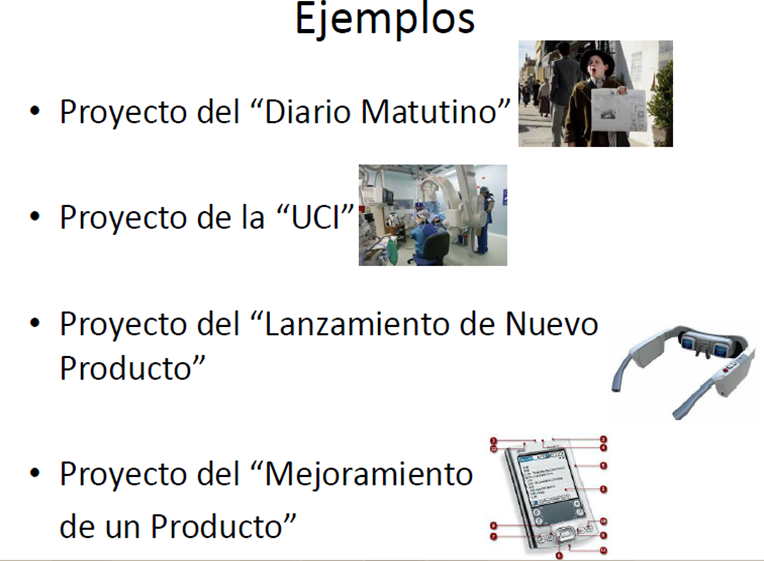 Ejemplos
• Proyecto del “Diario Matutino”
• Proyecto de la “UCI”
• Proyecto del “Lanzamiento de Nuevo
Producto”
• Proyecto del “Mejoramiento
de un Producto”